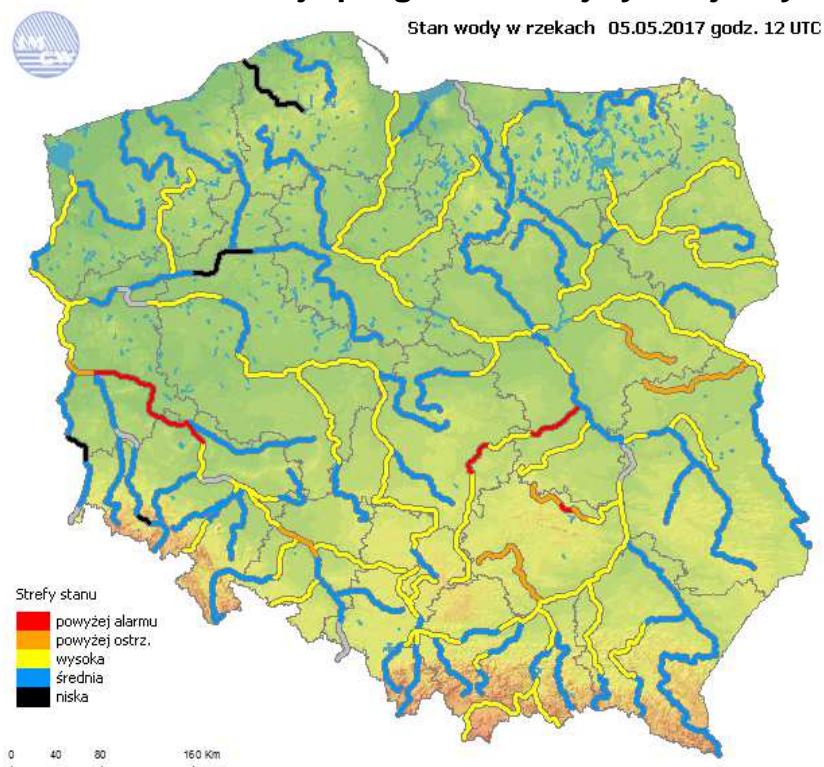 Stan wody w rzekach 05.05.2017 godz. 12 UTC
Strefy stanu
powyżej alarmu
powyżej ostrz.
wysoka
średnia
niska
0 40 80 160 Km